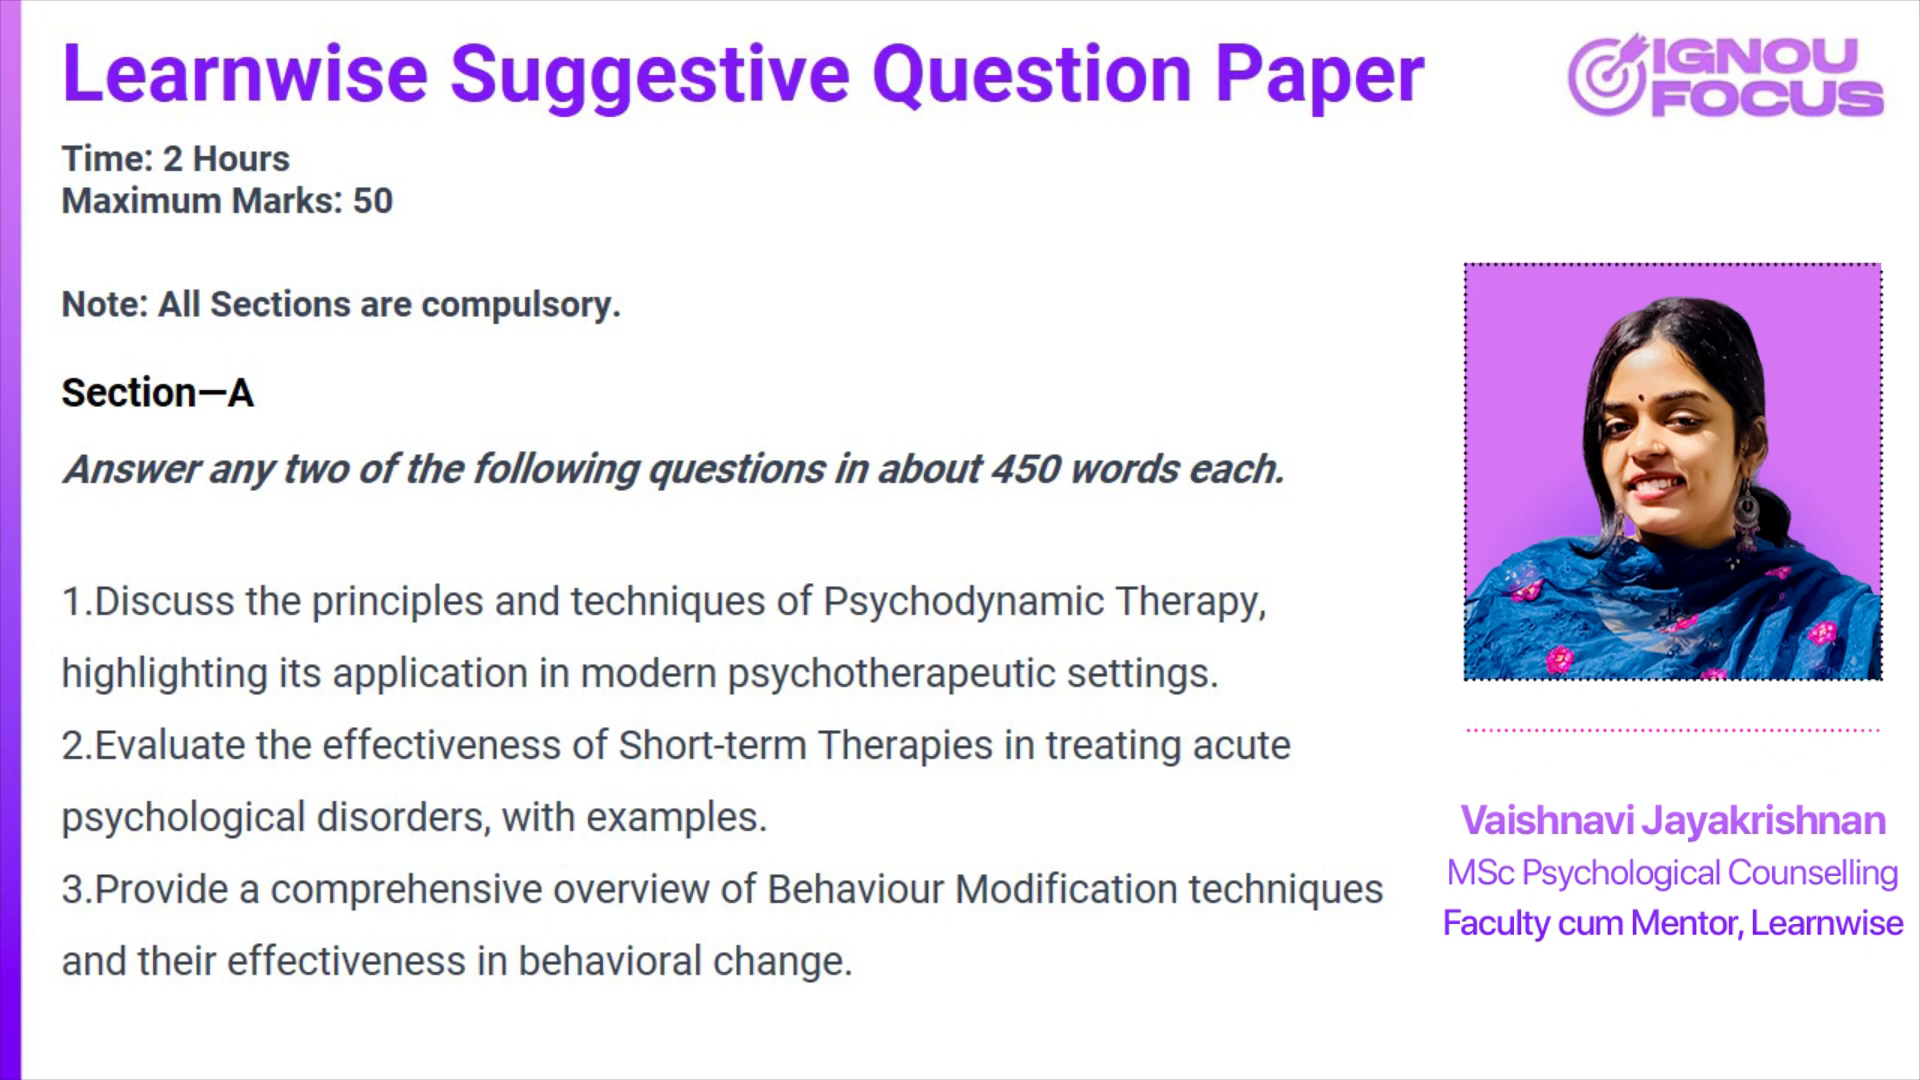 Learnwise Suggestive Question Paper
IGNOU
FOCUS
Time: 2 Hours
Maximum Marks: 50
Note: All Sections are compulsory.
Section—A
Answer any two of the following questions in about 450 words each.
1.Discuss the principles and techniques of Psychodynamic Therapy,
highlighting its application in modern psychotherapeutic settings.
2.Evaluate the effectiveness of Short-term Therapies in treating acute
psychological disorders, with examples.
3.Provide a comprehensive overview of Behaviour Modification techniques
and their effectiveness in behavioral change.
Vaishnavi Jayakrishnan
MSc Psychological Counselling
Faculty cum Mentor, Learnwise